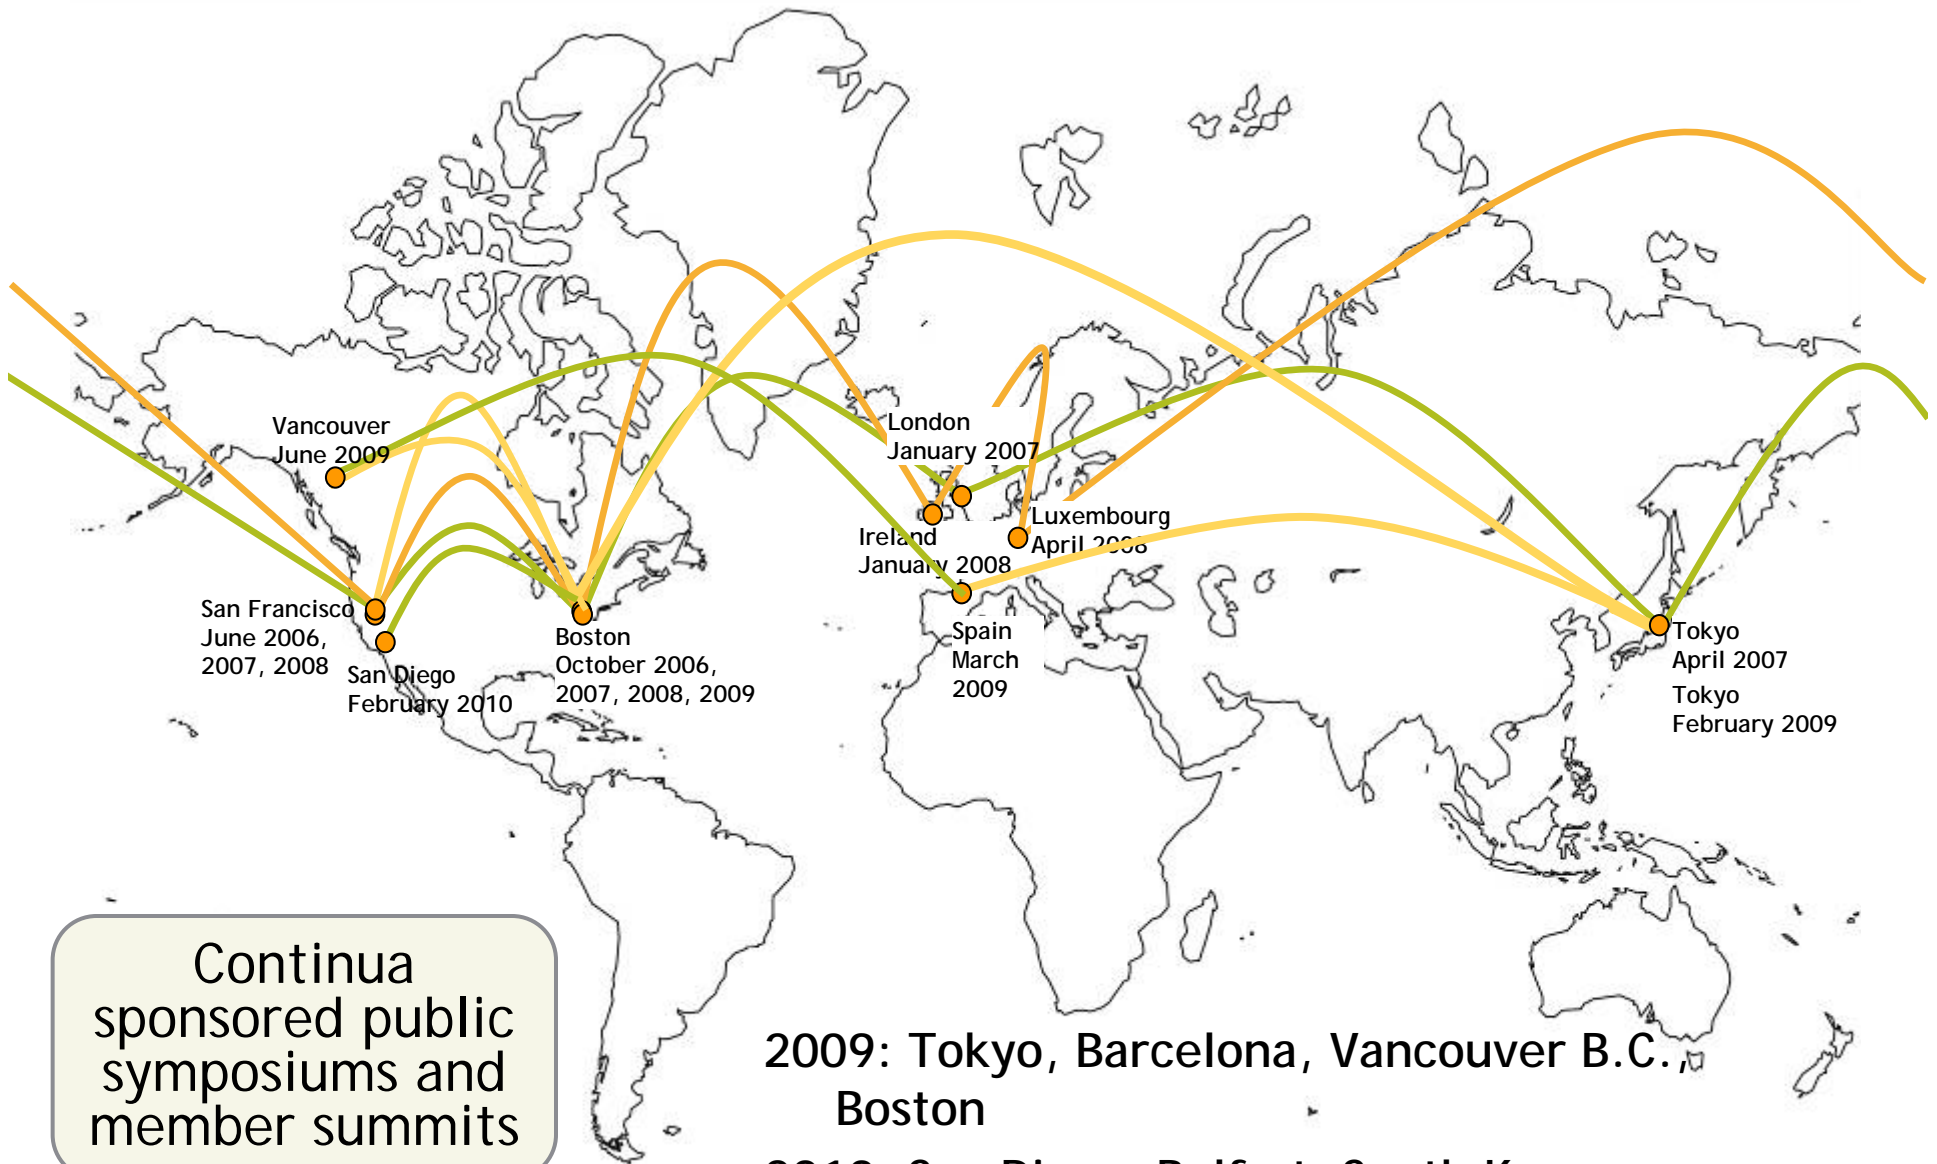 Vancouver
June 2009
London
January 2007
Luxembourg
April 2008
Ireland
January 2008
San Francisco
June 2006,
2007, 2008
San Diego
February 2010
Boston
October 2006,
2007, 2008, 2009
Spain
March
2009
Tokyo
April 2007
Tokyo
February 2009
Continua
sponsored public
symposiums and
member summits
2009: Tokyo, Barcelona, Vancouver B.C.,
Boston